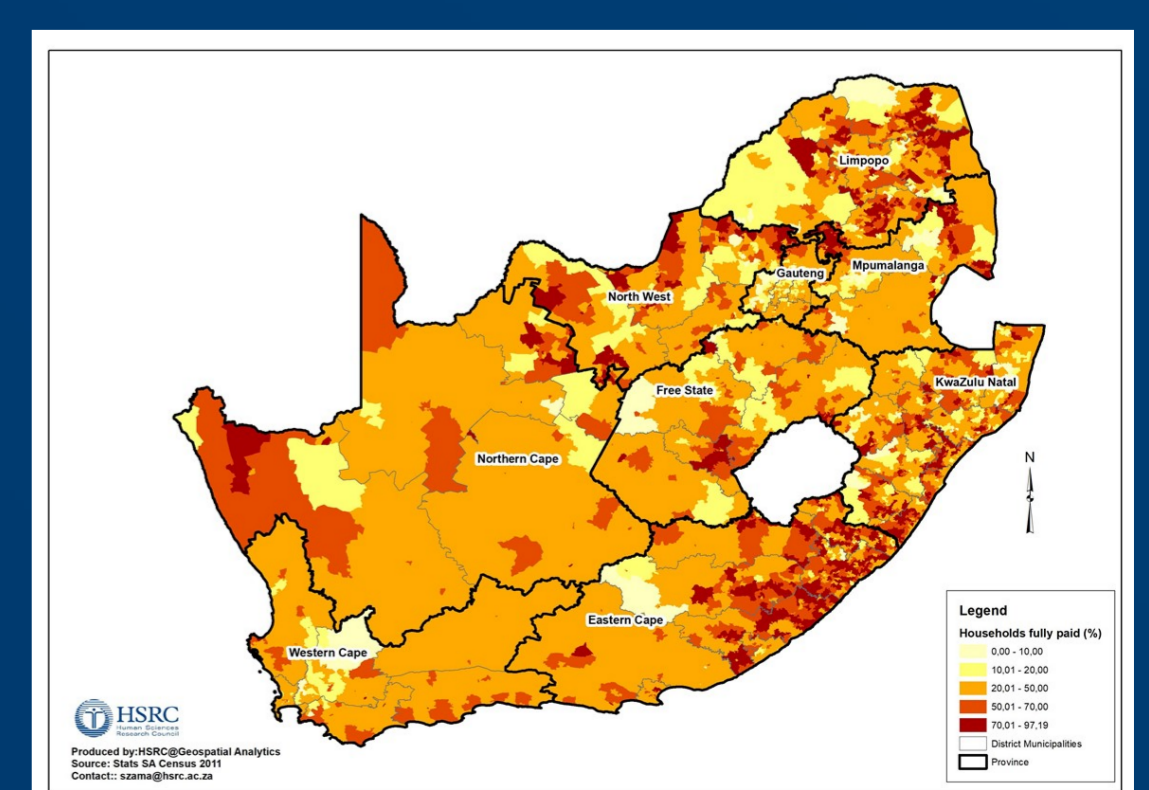 Limpopo
Mpumalanga
Gauteng
North West
KwaZulu Natal
Free State
Northern Cape
N
Eastern Cape
Western Cape
Legend
Households fully paid (%)
0,00 - 10,00
10,01 - 20,00
20,01 - 50,00
50,01 - 70,00
70,01 - 97,19
District Municipalities
Province
HSRC
Human Sciences
Research Council
Produced by:HSRC@Geospatial Analytics
Source: Stats SA Census 2011
Contact:: szama@hsrc.ac.za